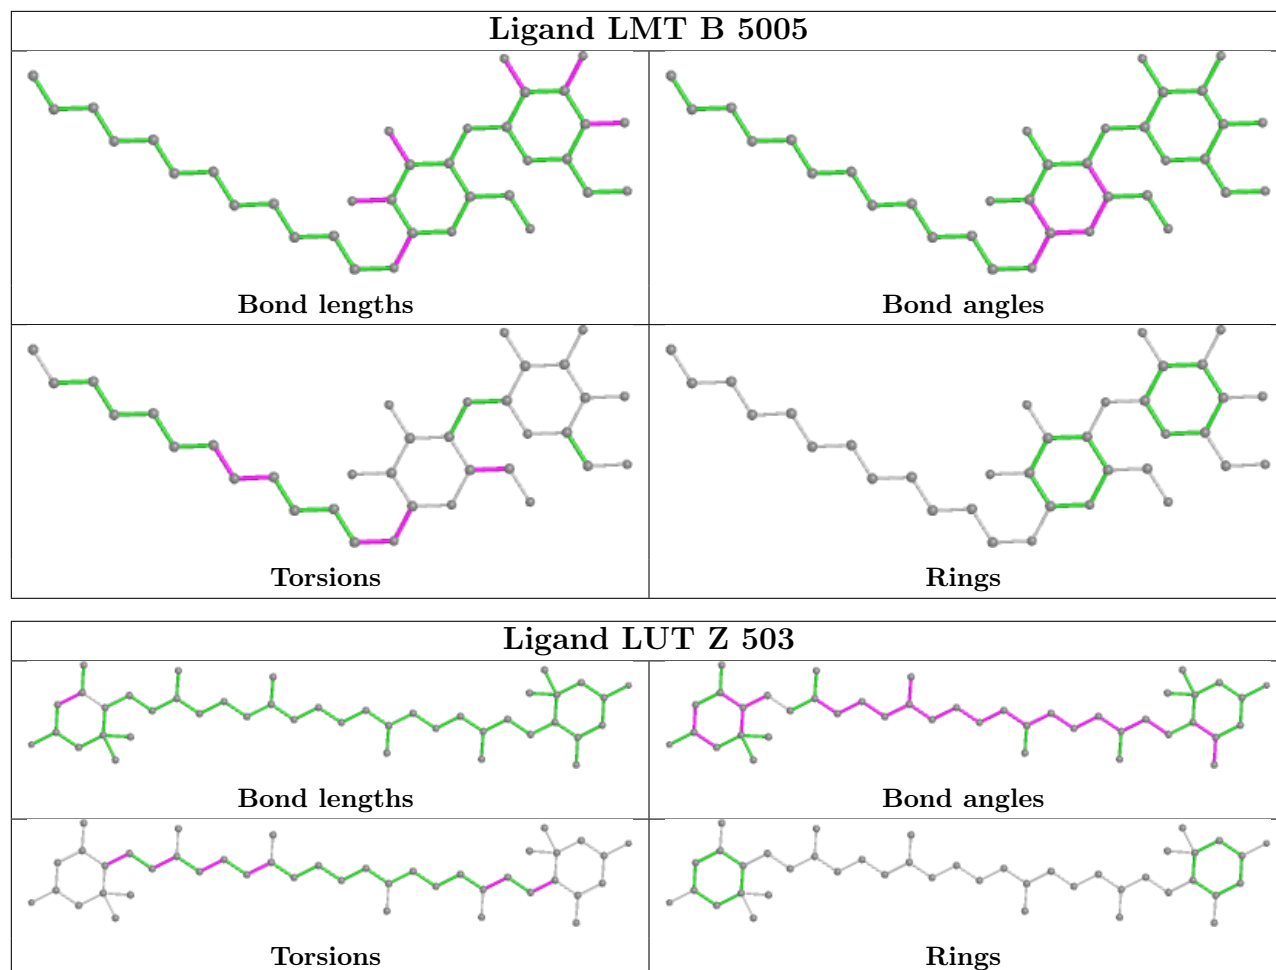 Ligand LMT B 5005
Bond lengths
Bond angles
Torsions
Rings
Ligand LUT Z 503
Bond lengths
Bond angles
Torsions
Rings